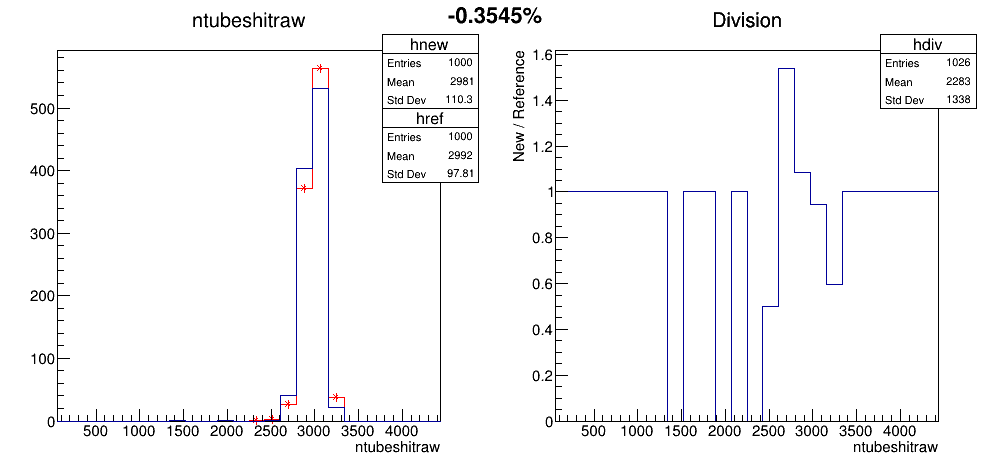 -0.3545%
ntubeshitraw
hnew
Entries 1000
Mean 2981
Std Dev 110.3
href
Entries 1000
Mean 2992
Std Dev 97.81
500
400
300
200
100
0
500 1000 1500 2000 2500 3000 3500 4000
ntubeshitraw
Division
hdiv
Entries 1026
Mean 2283
Std Dev 1338
New / Reference
1.6
1.4
1.2
1
0.8
0.6
0.4
0.2
0
500 1000 1500 2000 2500 3000 3500 4000
ntubeshitraw